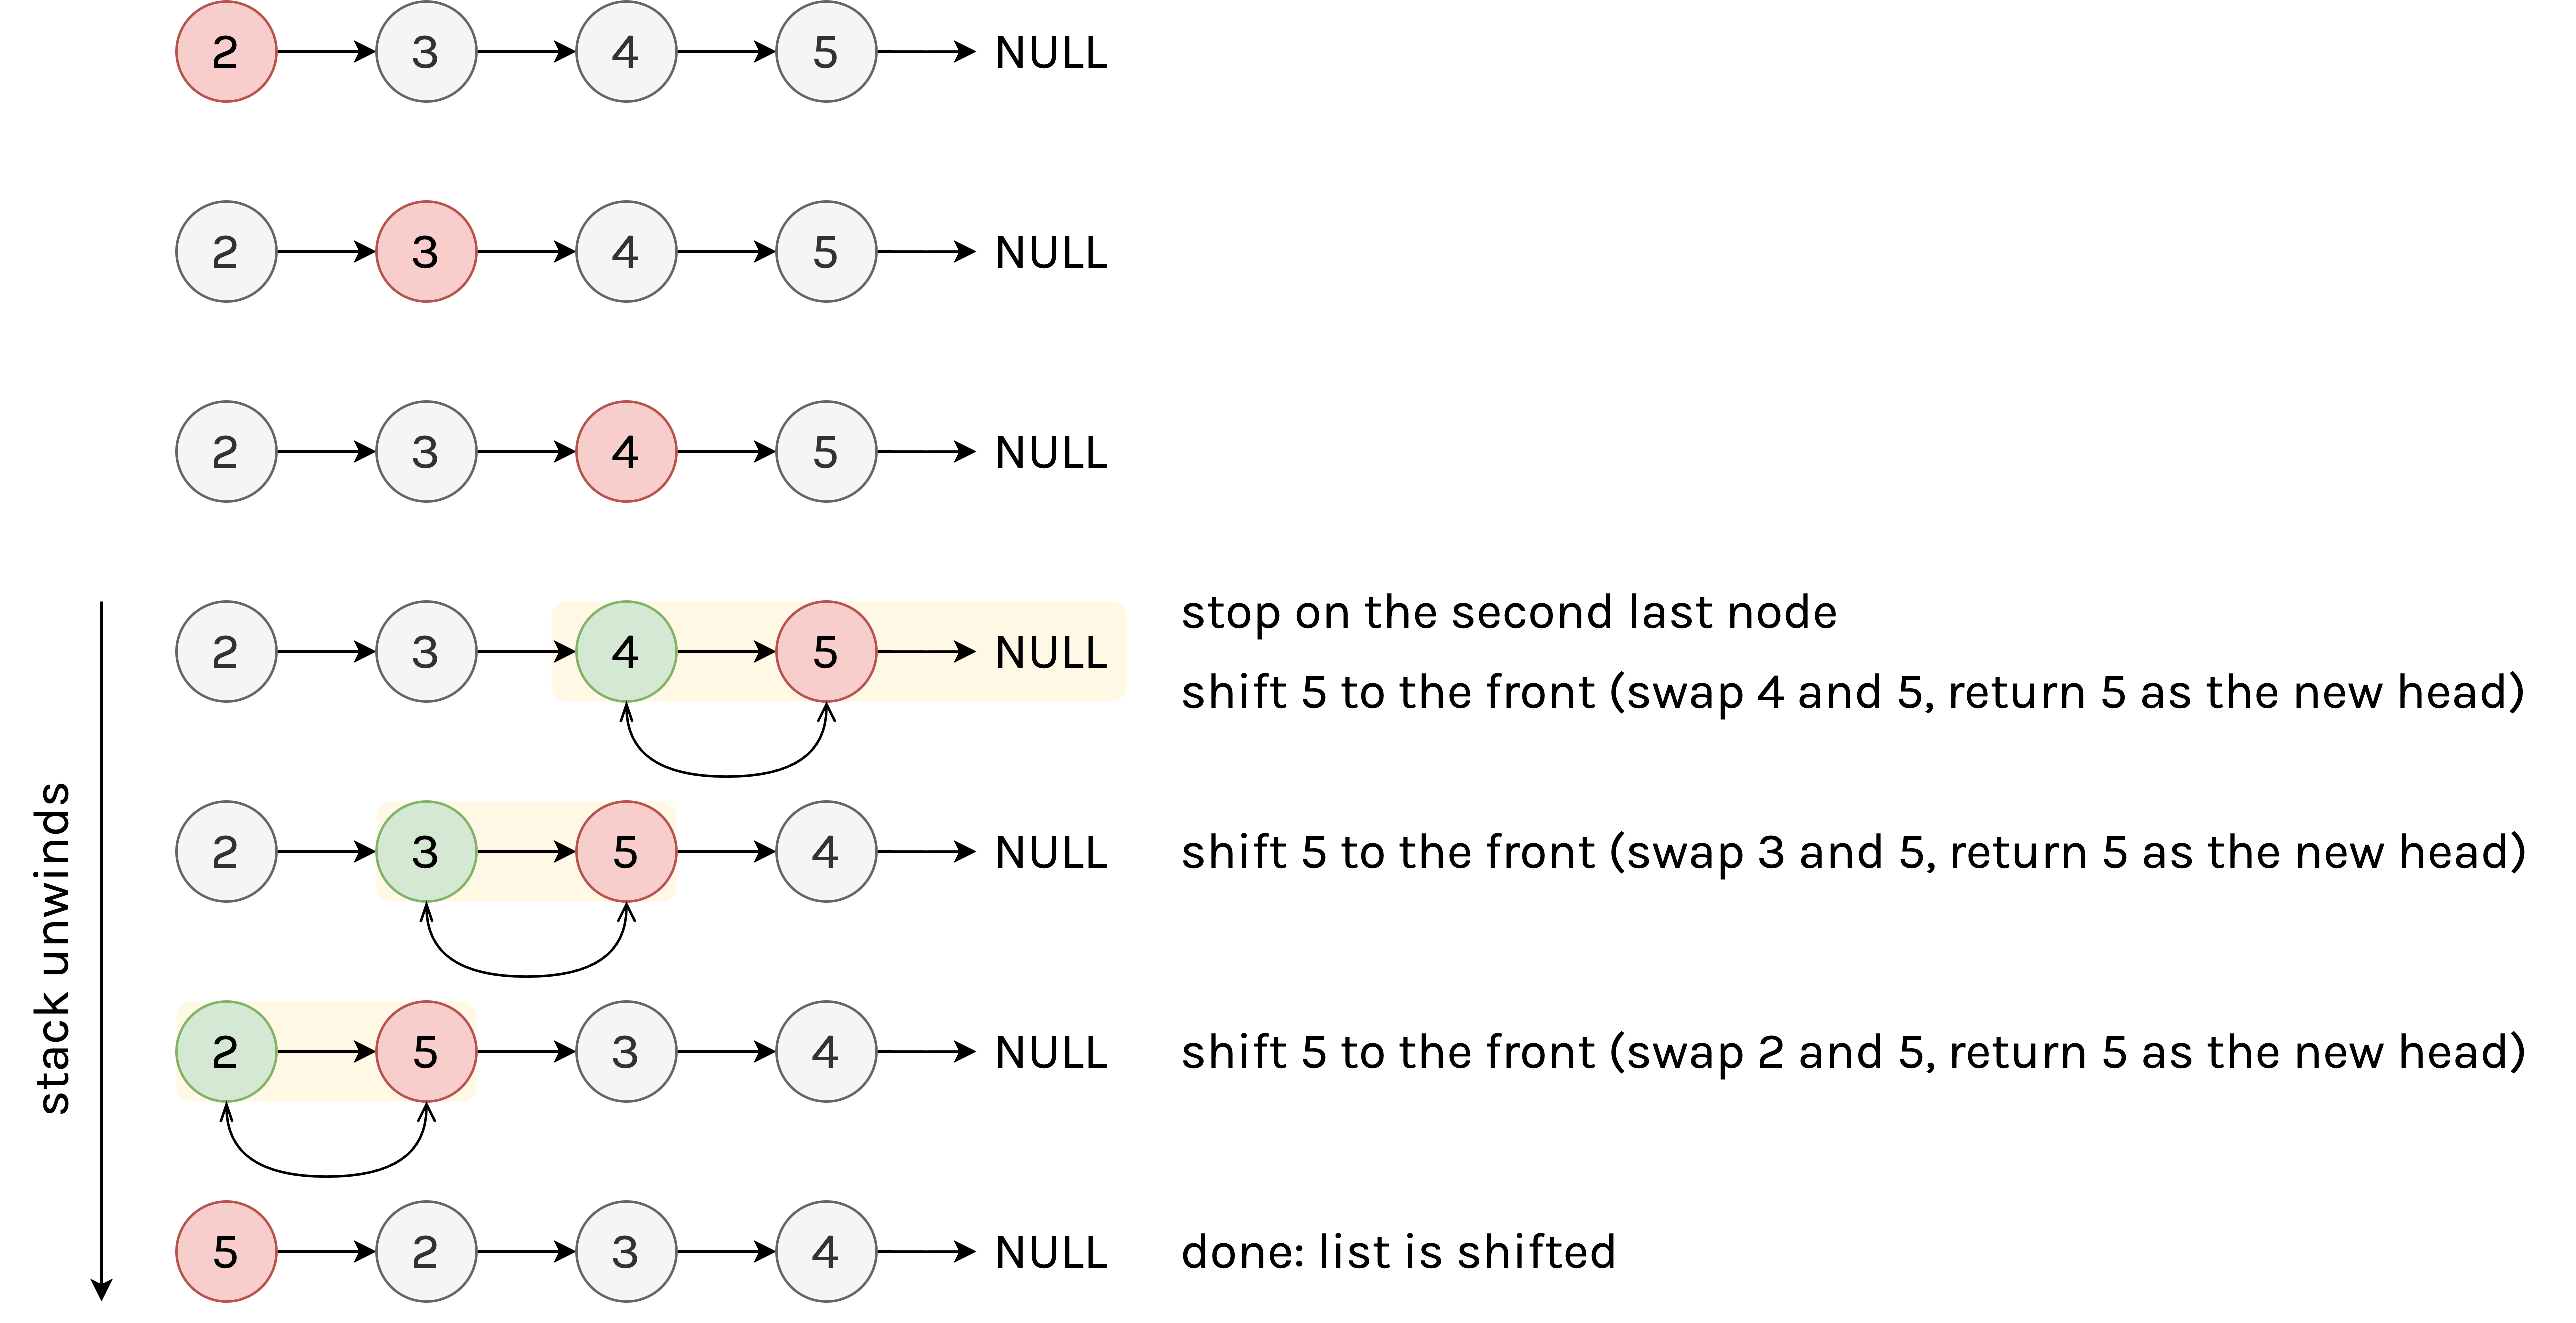 2 3 4 5 NULL
2 3 4 5 NULL
2 3 4 5 NULL
stack unwinds
2 3 4 5 NULL
stop on the second last node
shift 5 to the front (swap 4 and 5, return 5 as the new head)
2 3 5 4 NULL shift 5 to the front (swap 3 and 5, return 5 as the new head)
2 5 3 4 NULL shift 5 to the front (swap 2 and 5, return 5 as the new head)
5 2 3 4 NULL done: list is shifted